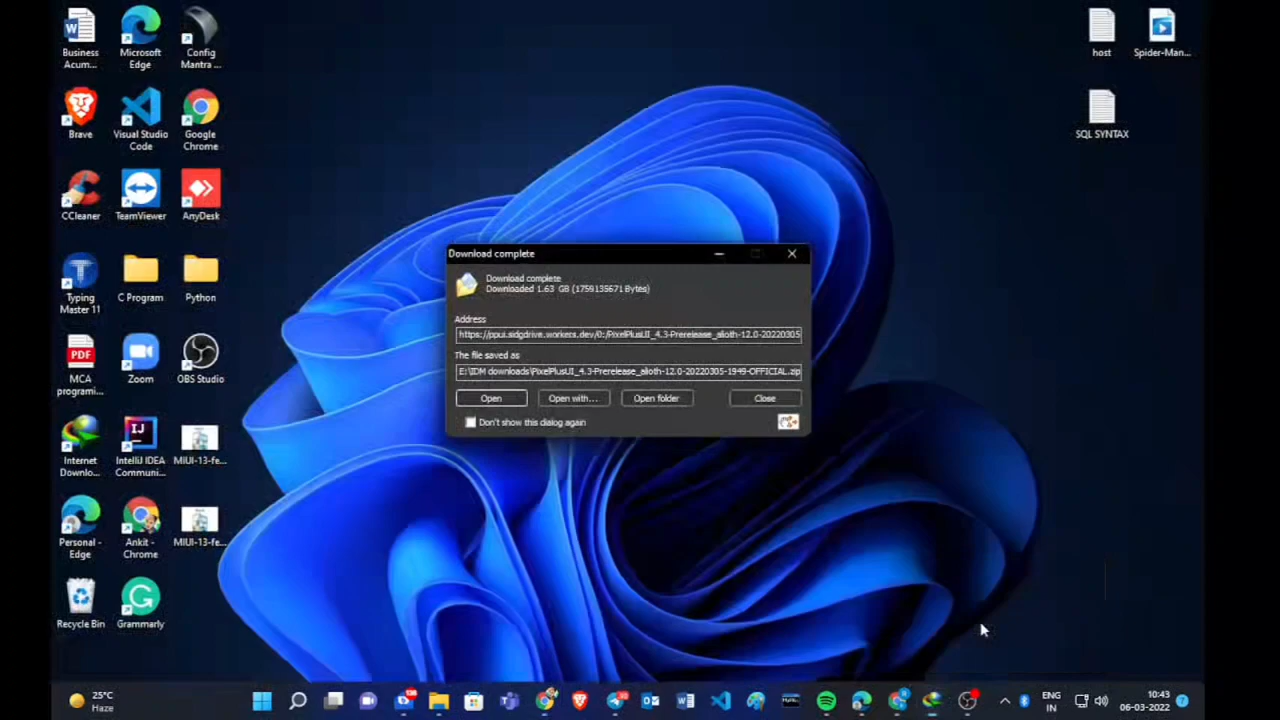 Business
Acum...
Microsoft
Edge
Config
Mantra ...
host
Spider-Man...
Brave
Visual Studio
Code
Google
Chrome
SQL SYNTAX
CCleaner
TeamViewer
AnyDesk
Download complete
Download complete
Downloaded 1.63 GB (1759135671 Bytes)
Address
https://ppui.sidgdrive.workers.dev/0:/PixelPlusUI_4.3-Prerelease_alioth-12.0-20220305
The file saved as
E:\IDM downloads\PixelPlusUI_4.3-Prerelease_alioth-12.0-20220305-1949-OFFICIAL.zip
Open
Open with...
Open folder
Close
Don't show this dialog again
Typing
Master 11
C Program
Python
PDF
MCA
programi...
Zoom
OBS Studio
IJ
Internet
Downlo...
IntelliJ IDEA
Communi...
MIUI-13-fe...
Personal -
Edge
Ankit -
Chrome
MIUI-13-fe...
Recycle Bin
Grammarly
25°C
Haze
ENG
IN
10:43
06-03-2022